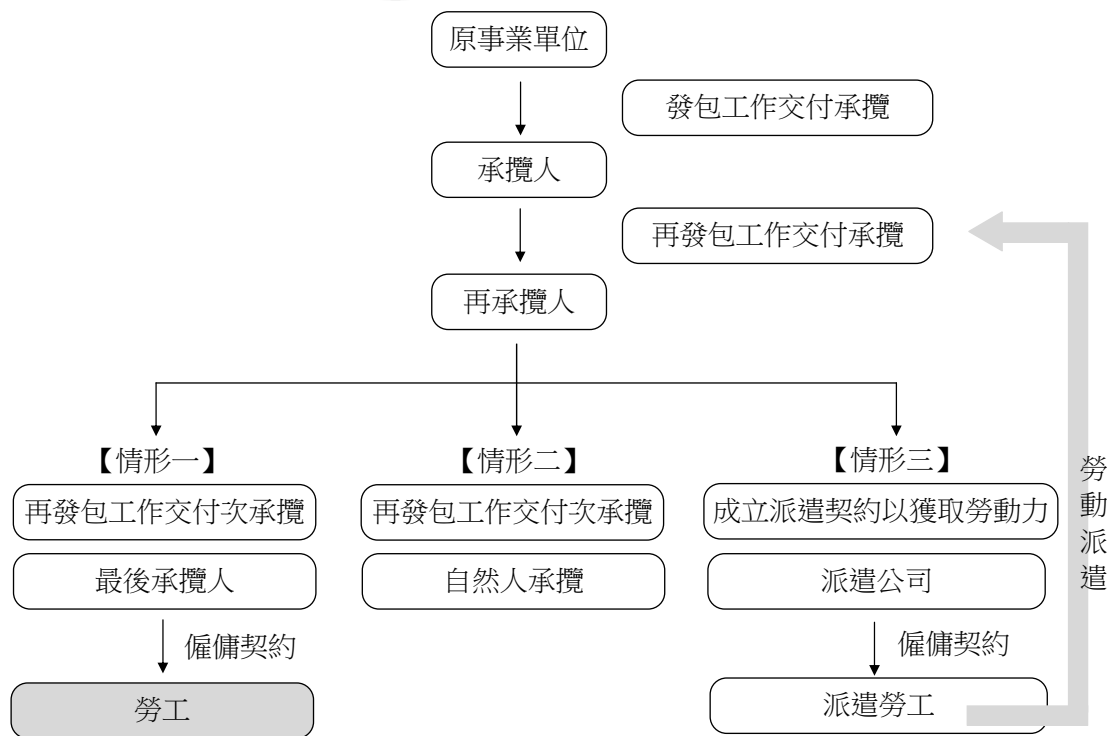 原事業單位
發包工作交付承攬
承攬人
再發包工作交付承攬
再承攬人
【情形一】
【情形二】
【情形三】
再發包工作交付次承攬
再發包工作交付次承攬
成立派遣契約以獲取勞動力
最後承攬人
自然人承攬
派遣公司
僱傭契約
僱傭契約
勞工
派遣勞工
勞動派遣